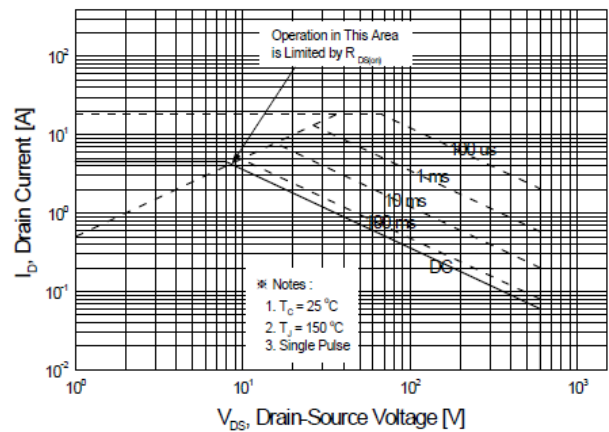 Operation in This Area
is Limited by R DS(on)
10²
10¹
10⁰
10⁻¹
10⁻²
I_D, Drain Current [A]
100 us
1 ms
10 ms
100 ms
DC
※ Notes :
1. T_C = 25 °C
2. T_J = 150 °C
3. Single Pulse
10⁰
10¹
10²
10³
V_DS, Drain-Source Voltage [V]